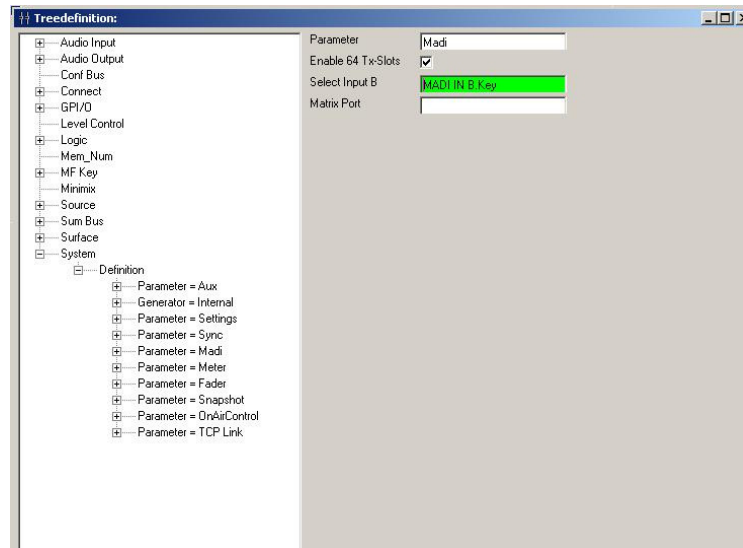 Treedefinition:
Audio Input
Audio Output
Conf Bus
Connect
GPI/O
Level Control
Logic
Mem_Num
MF Key
Minimix
Source
Sum Bus
Surface
System
Definition
Parameter = Aux
Generator = Internal
Parameter = Settings
Parameter = Sync
Parameter = Madi
Parameter = Meter
Parameter = Fader
Parameter = Snapshot
Parameter = OnAirControl
Parameter = TCP Link
Parameter Madi
Enable 64 Tx-Slots
Select Input B MADI IN B.Key
Matrix Port